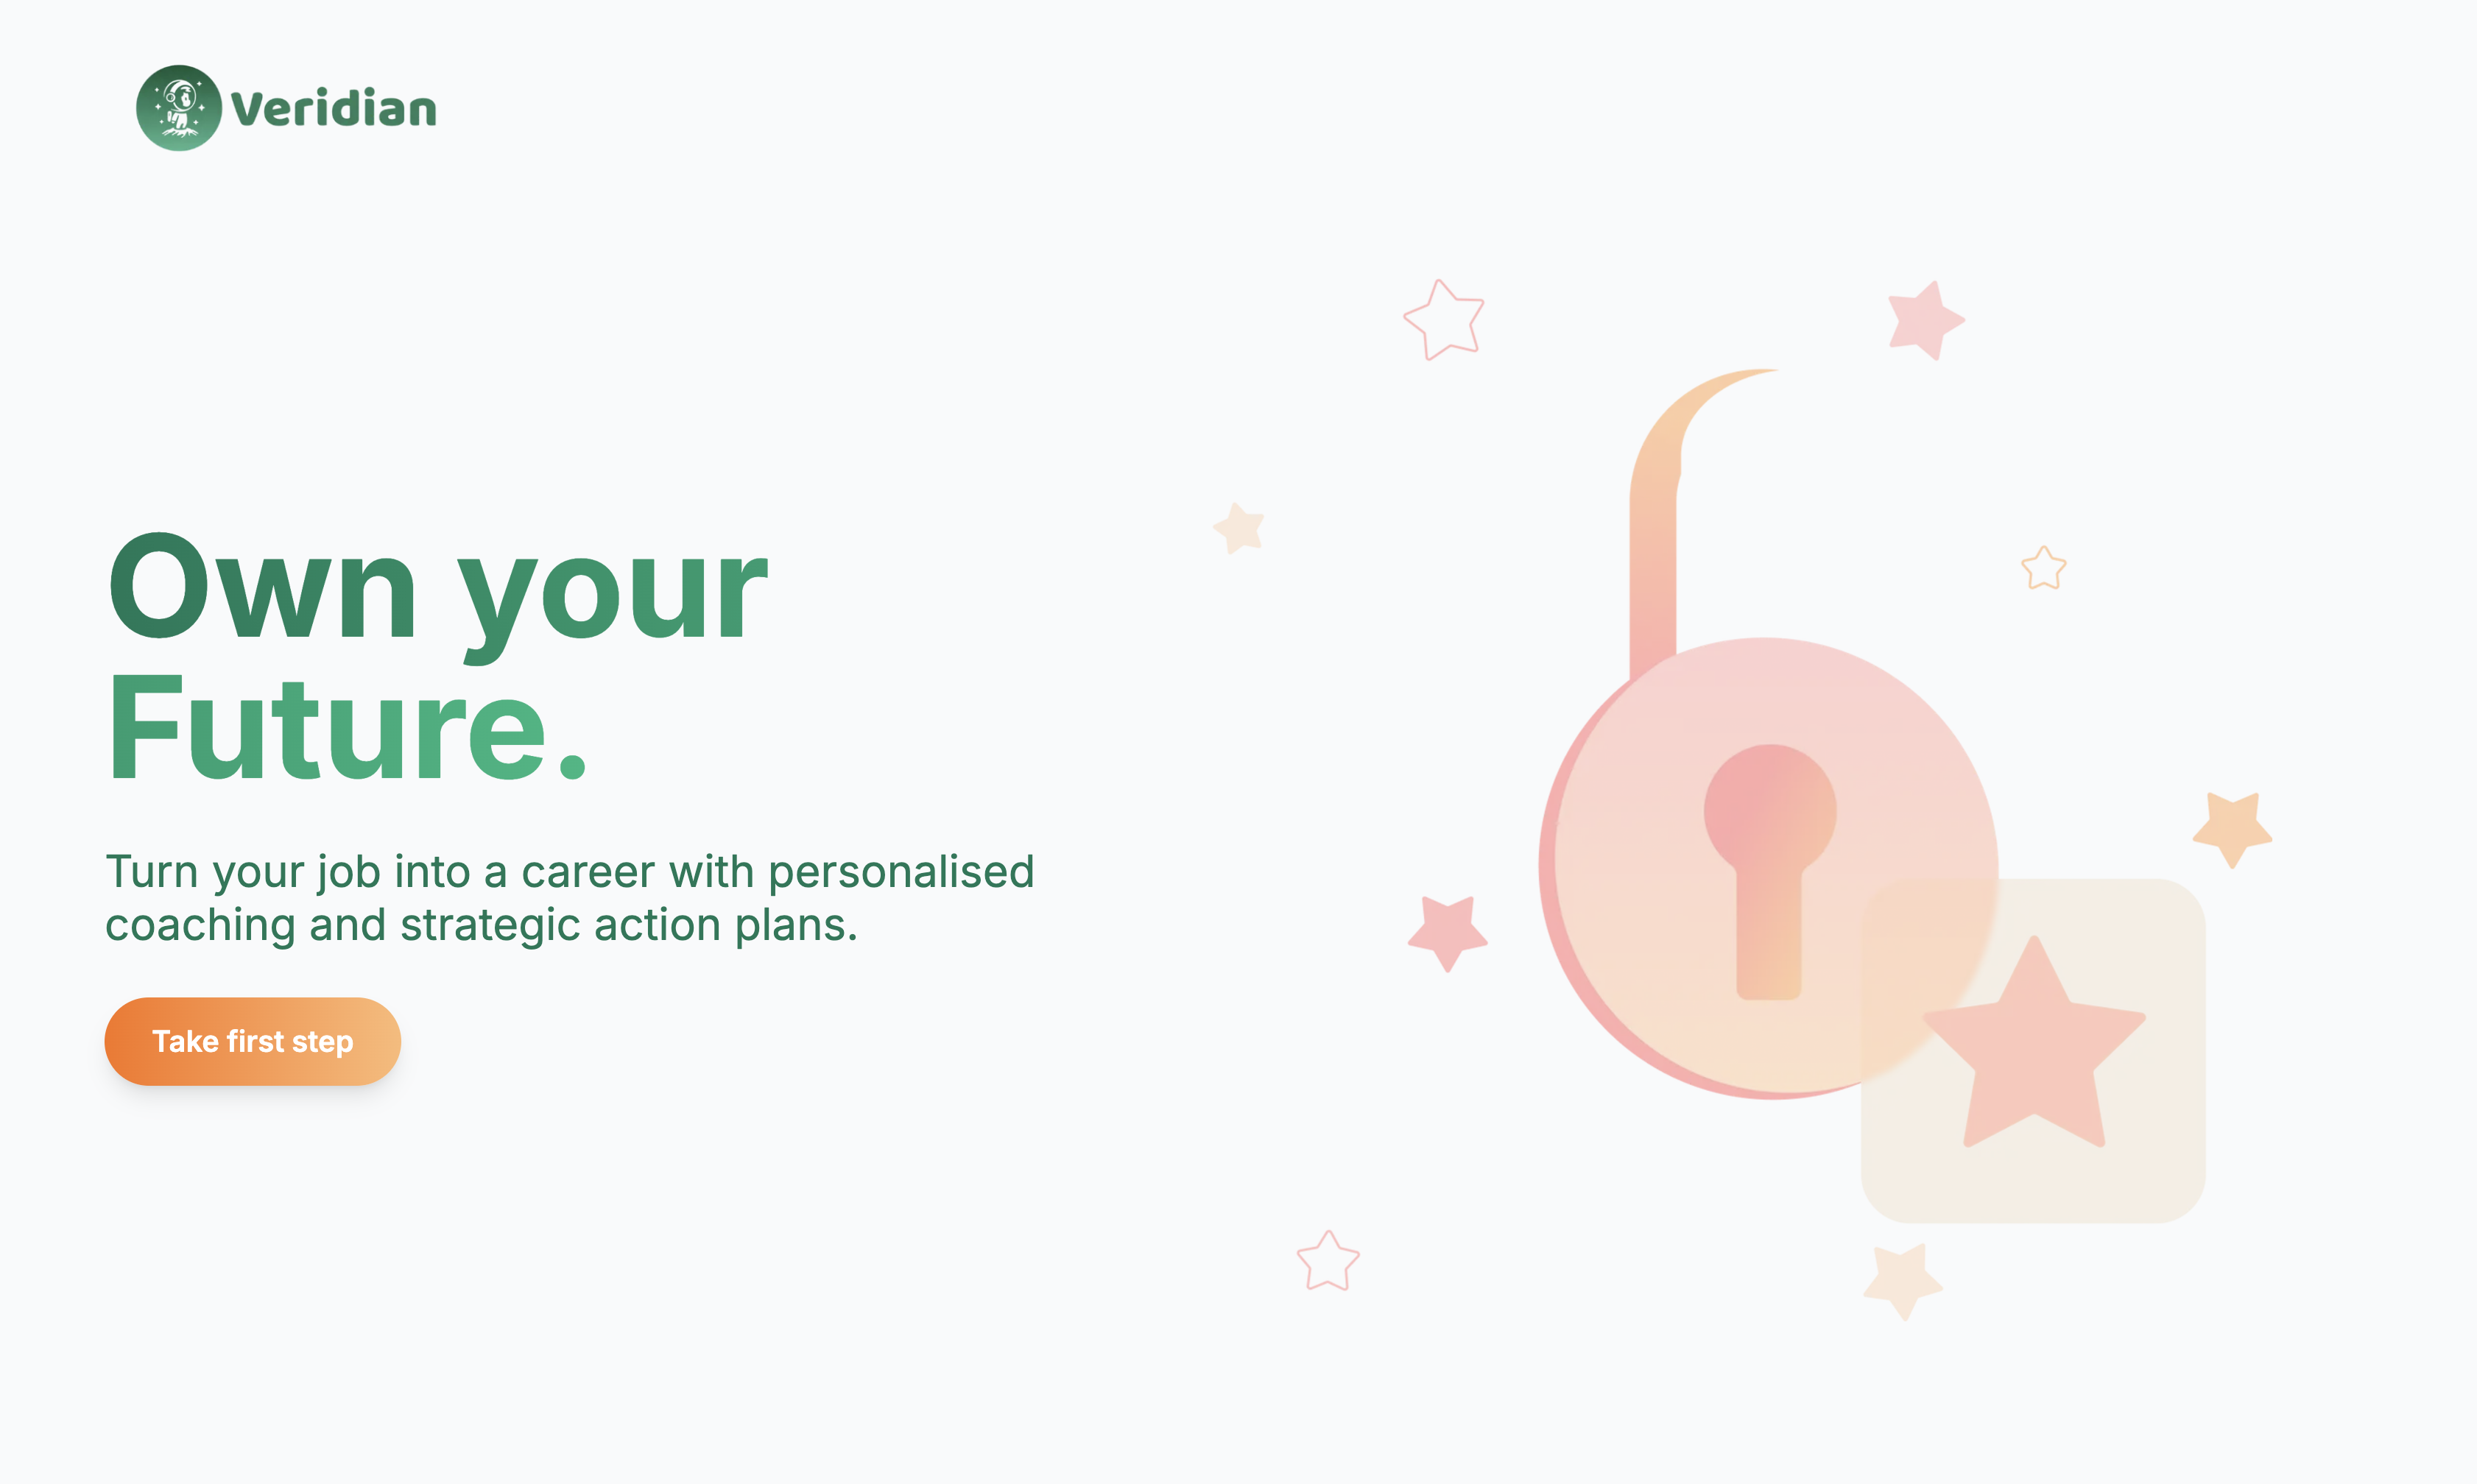 Veridian
Own your
Future.
Turn your job into a career with personalised
coaching and strategic action plans.
Take first step